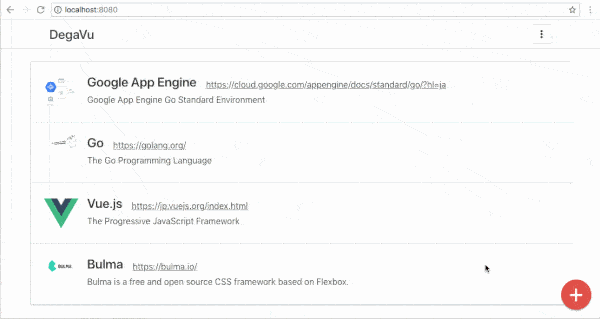 localhost:8080
DegaVu
Google App Engine https://cloud.google.com/appengine/docs/standard/go/?hl=ja
Google App Engine Go Standard Environment
Go https://golang.org/
The Go Programming Language
Vue.js https://jp.vuejs.org/index.html
The Progressive JavaScript Framework
BULMA
Bulma https://bulma.io/
Bulma is a free and open source CSS framework based on Flexbox.